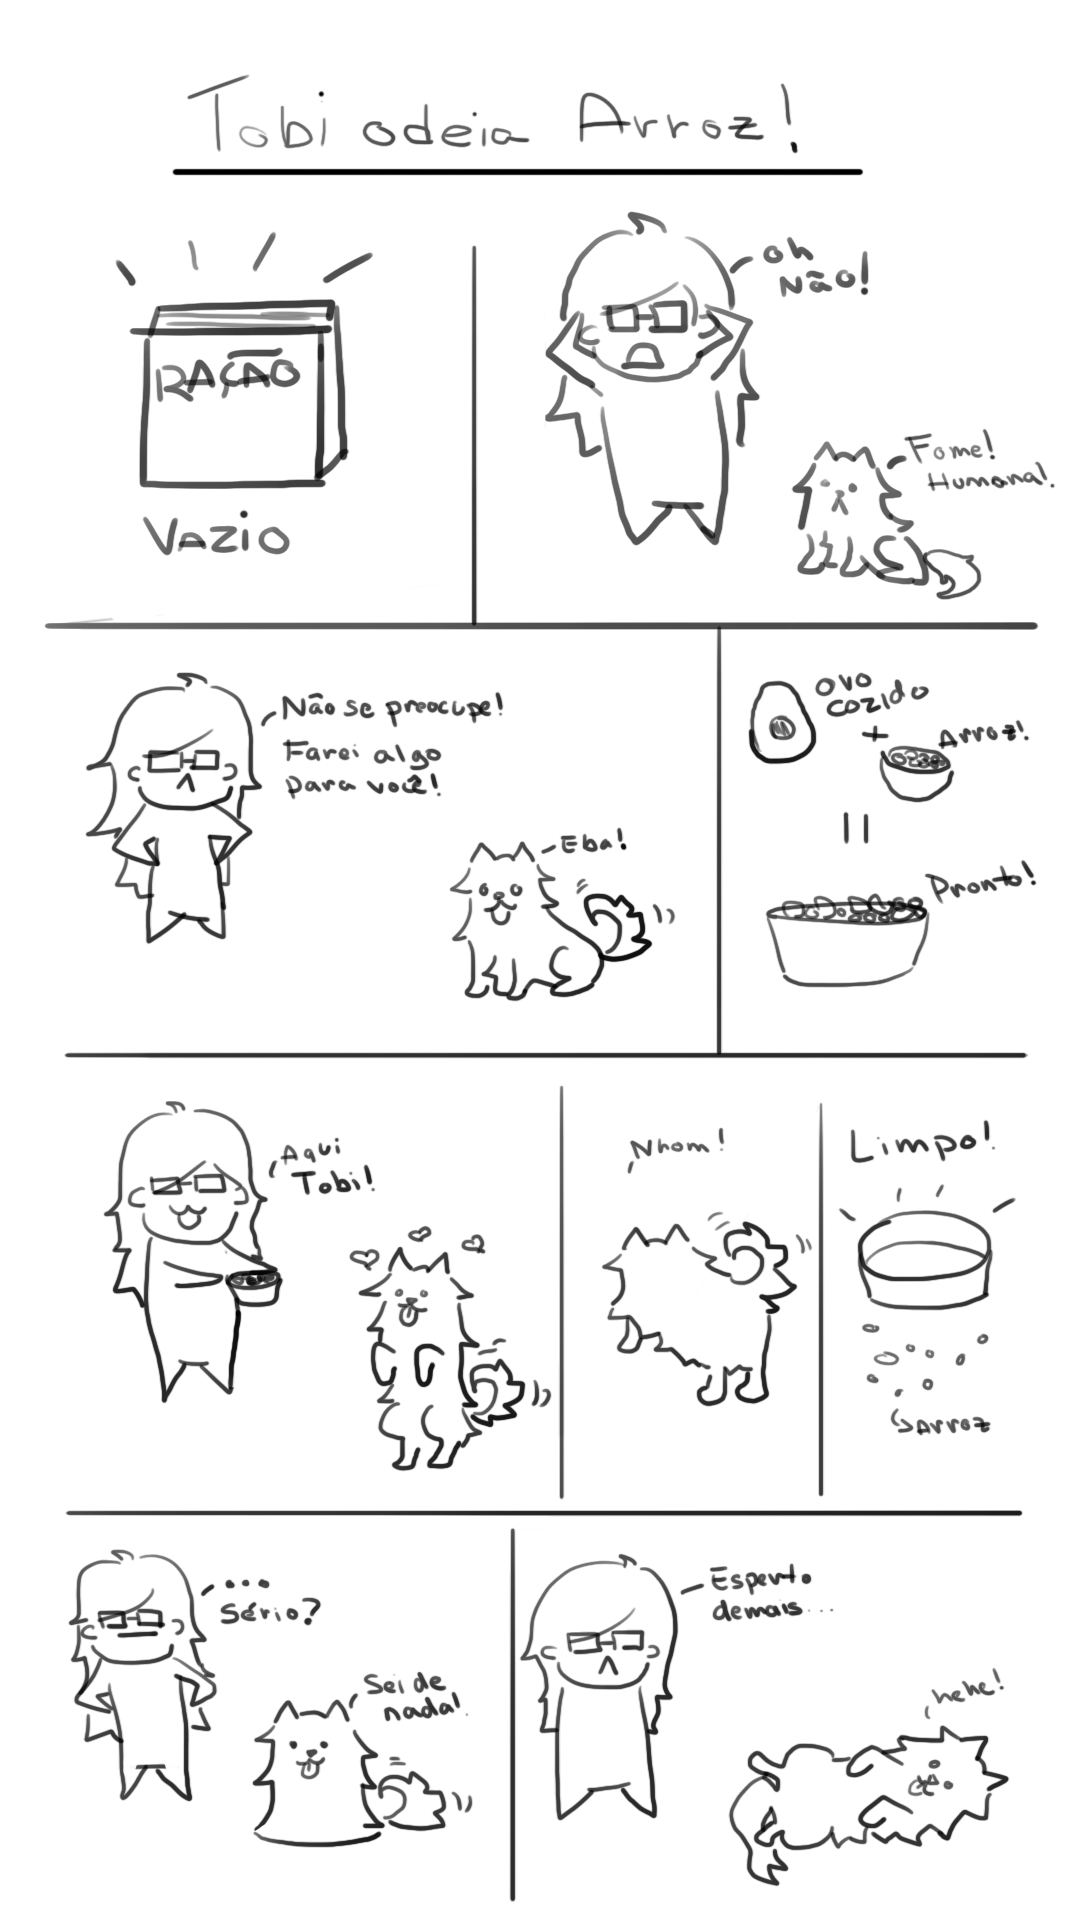 Tobi odeia Arroz!
RAÇÃO
VAZIO
oh
Não!
Fome!
Humana!
Não se preocupe!
Farei algo
para você!
Eba!
ovo
cozido
+
Arroz!
=
Pronto!
Aqui
Tobi!
Nhom!
Limpo!
Arroz
...
Sério?
Sei de
nada!
Esperto
demais...
hehe!